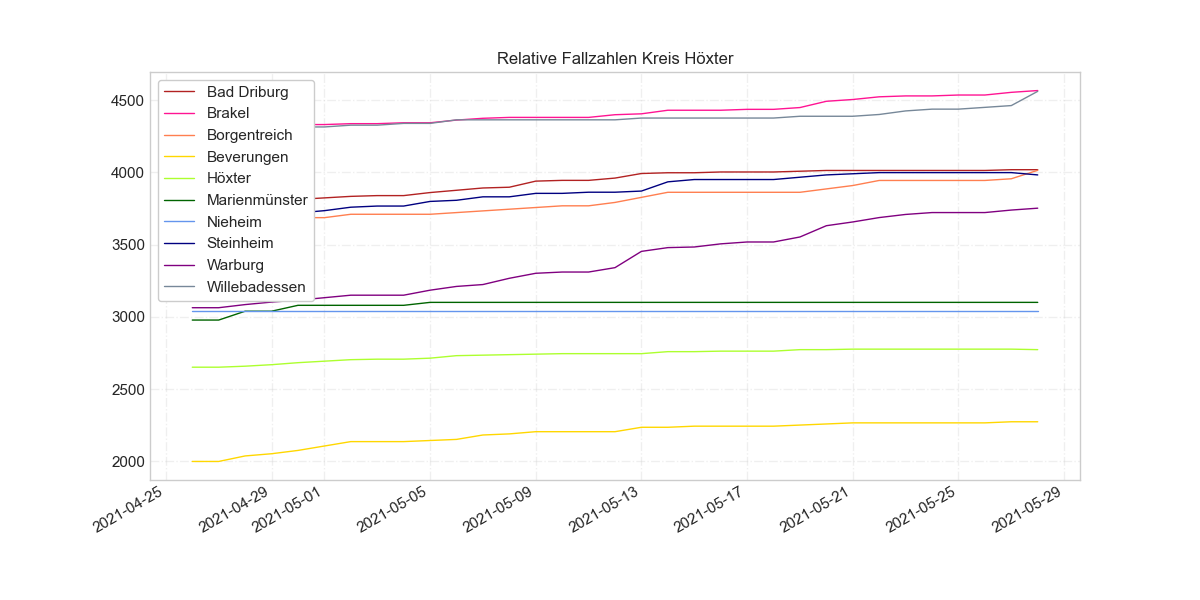 Relative Fallzahlen Kreis Höxter
Bad Driburg
Brakel
Borgentreich
Beverungen
Höxter
Marienmünster
Nieheim
Steinheim
Warburg
Willebadessen
4500
4000
3500
3000
2500
2000
2021-04-25
2021-04-29
2021-05-01
2021-05-05
2021-05-09
2021-05-13
2021-05-17
2021-05-21
2021-05-25
2021-05-29